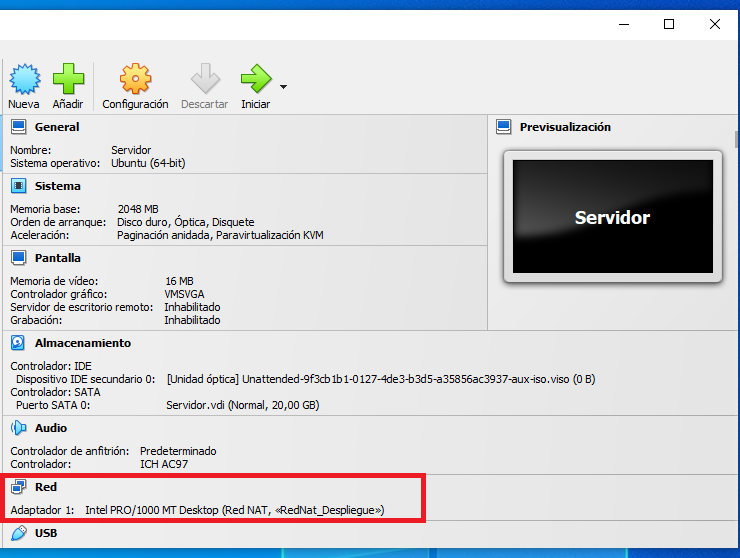 Nueva Añadir Configuración Descartar Iniciar
General
Nombre: Servidor
Sistema operativo: Ubuntu (64-bit)
Sistema
Memoria base: 2048 MB
Orden de arranque: Disco duro, Óptica, Disquete
Aceleración: Paginación anidada, Paravirtualización KVM
Pantalla
Memoria de vídeo: 16 MB
Controlador gráfico: VMSVGA
Servidor de escritorio remoto: Inhabilitado
Grabación: Inhabilitado
Previsualización
Servidor
Almacenamiento
Controlador: IDE
Dispositivo IDE secundario 0: [Unidad óptica] Unattended-9f3cb1b1-0127-4de3-b3d5-a35856ac3937-aux-iso.viso (0 B)
Controlador: SATA
Puerto SATA 0: Servidor.vdi (Normal, 20,00 GB)
Audio
Controlador de anfitrión: Predeterminado
Controlador: ICH AC97
Red
Adaptador 1: Intel PRO/1000 MT Desktop (Red NAT, «RedNat_Despliegue»)
USB